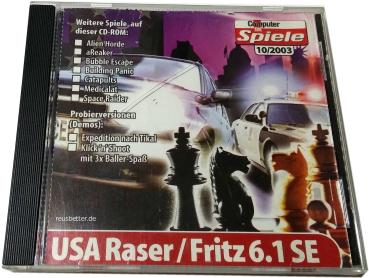 Weitere Spiele auf
dieser CD-ROM:
Alien Horde
aReaker
Bubble Escape
Building Panic
Catapults
Medicalat
Space Raider
Probierversionen
(Demos):
Expedition nach Tikal
Klick'n'Shoot
mit 3x Baller-Spaß
Computer
Spiele
10/2003
reusbetter.de
USA Raser/Fritz 6.1 SE